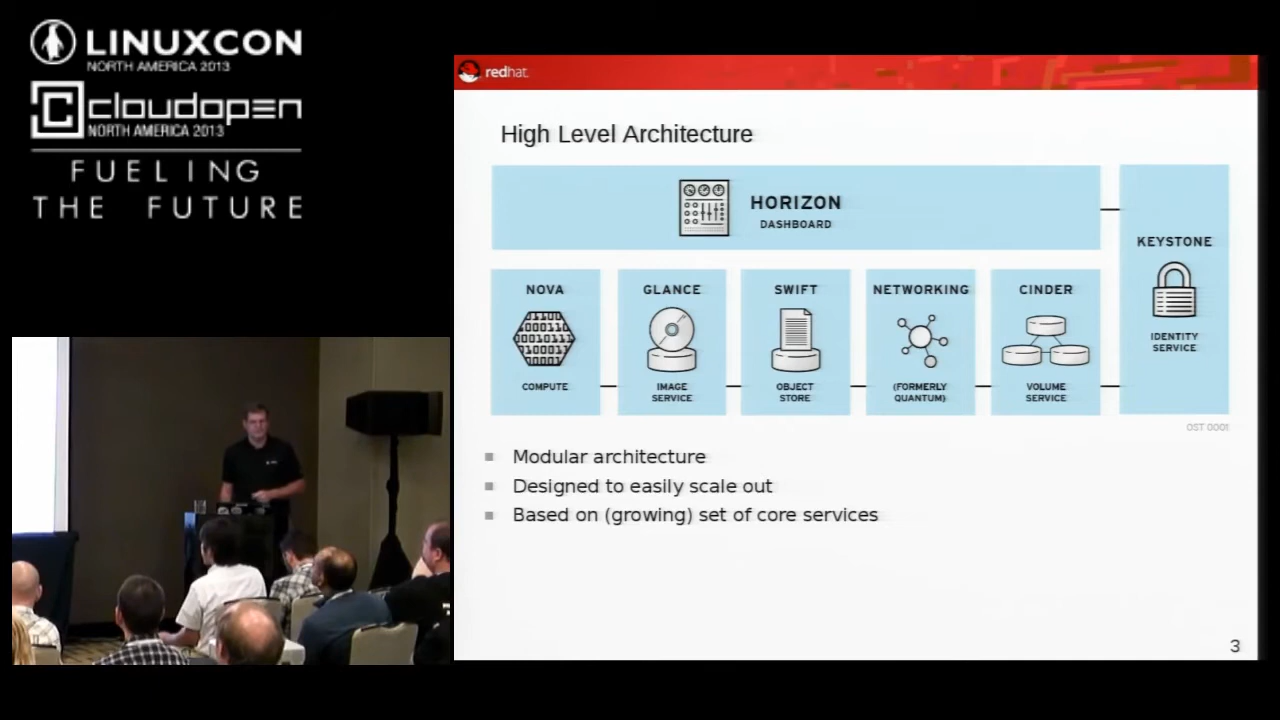 LINUXCON
NORTH AMERICA 2013
cloudopen
NORTH AMERICA 2013
FUELING
THE FUTURE
redhat.
High Level Architecture
HORIZON
DASHBOARD
KEYSTONE
IDENTITY
SERVICE
NOVA
COMPUTE
GLANCE
IMAGE
SERVICE
SWIFT
OBJECT
STORE
NETWORKING
(FORMERLY
QUANTUM)
CINDER
VOLUME
SERVICE
OST 0001
Modular architecture
Designed to easily scale out
Based on (growing) set of core services
3